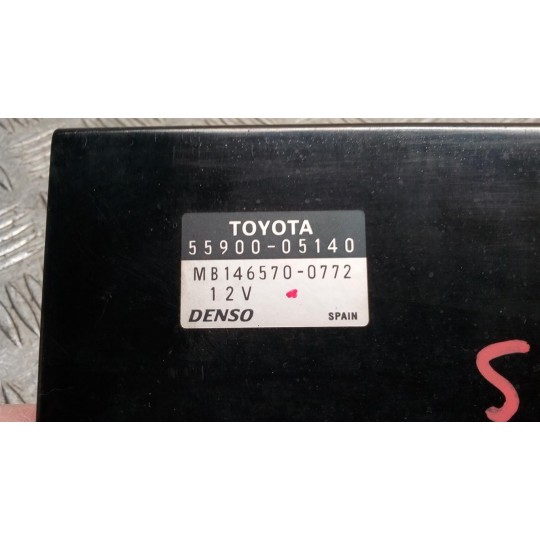 TOYOTA
55900-05140
MB146570-0772
12V
DENSO SPAIN
S